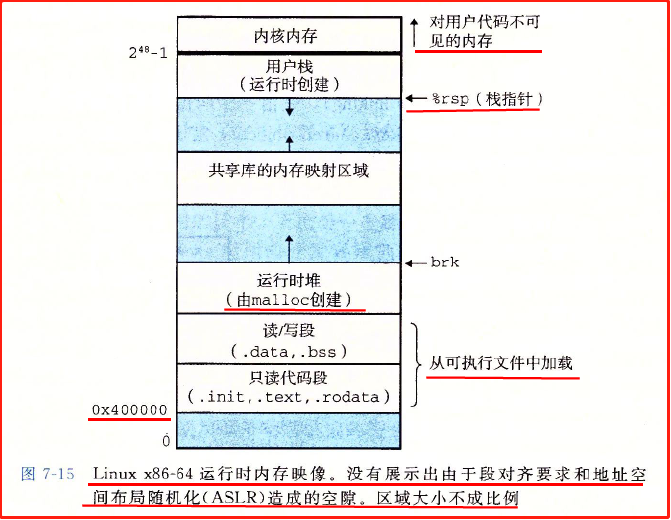 内核内存
对用户代码不可
见的内存
2⁴⁸-1
用户栈
(运行时创建)
%rsp (栈指针)
共享库的内存映射区域
brk
运行时堆
(由malloc创建)
读/写段
(.data,.bss)
只读代码段
(.init,.text,.rodata)
从可执行文件中加载
0x400000
0
图 7-15 Linux x86-64 运行时内存映像。没有展示出由于段对齐要求和地址空
间布局随机化(ASLR)造成的空隙。区域大小不成比例